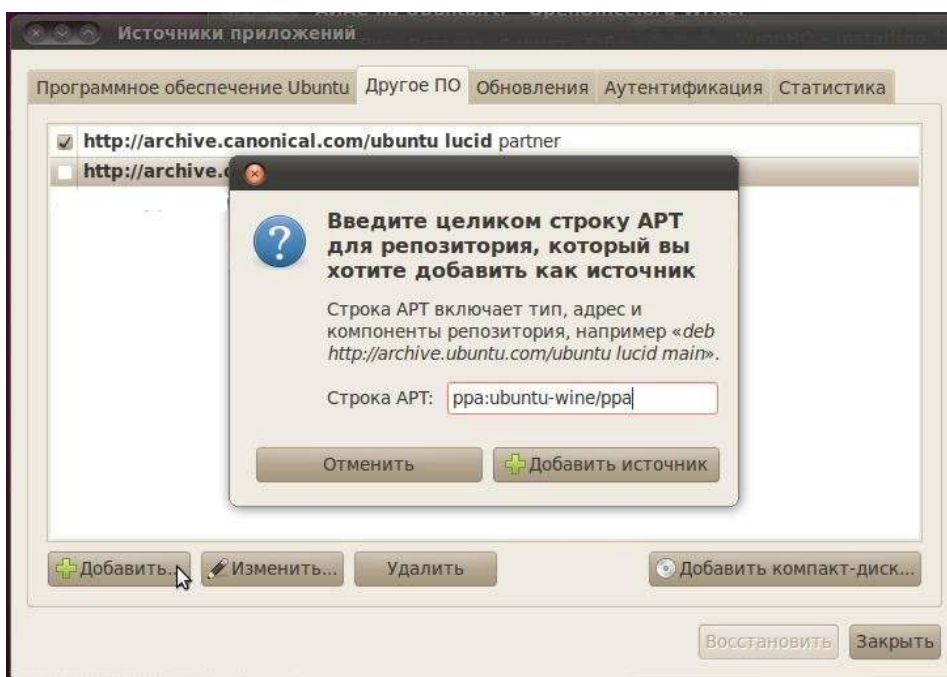 Источники приложений
Программное обеспечение Ubuntu Другое ПО Обновления Аутентификация Статистика
http://archive.canonical.com/ubuntu lucid partner
http://archive.
Введите целиком строку APT
для репозитория, который вы
хотите добавить как источник
Строка APT включает тип, адрес и
компоненты репозитория, например «deb
http://archive.ubuntu.com/ubuntu lucid main».
Строка APT: ppa:ubuntu-wine/ppa
Отменить Добавить источник
Добавить... Изменить... Удалить Добавить компакт-диск...
Восстановить Закрыть